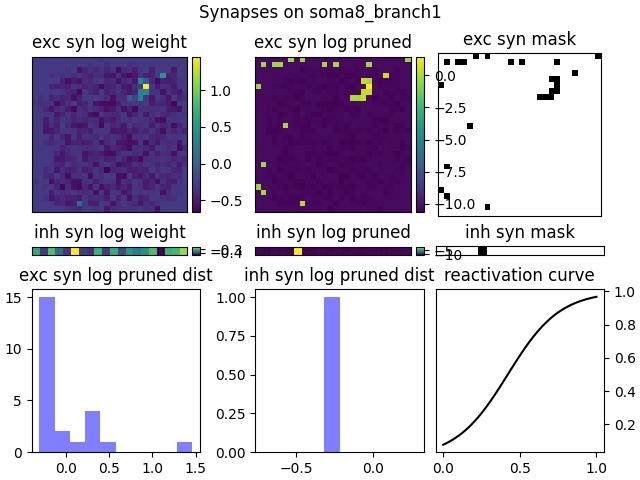 Synapses on soma8_branch1
exc syn log weight
exc syn log pruned
exc syn mask
1.0
0.5
0.0
−0.5
0.0
−2.5
−5.0
−7.5
−10.0
inh syn log weight
inh syn log pruned
inh syn mask
exc syn log pruned dist
inh syn log pruned dist
reactivation curve
15
10
5
0
0.0 0.5 1.0 1.5
1.00
0.75
0.50
0.25
0.00
−0.5 0.0
1.0
0.8
0.6
0.4
0.2
0.0 0.5 1.0